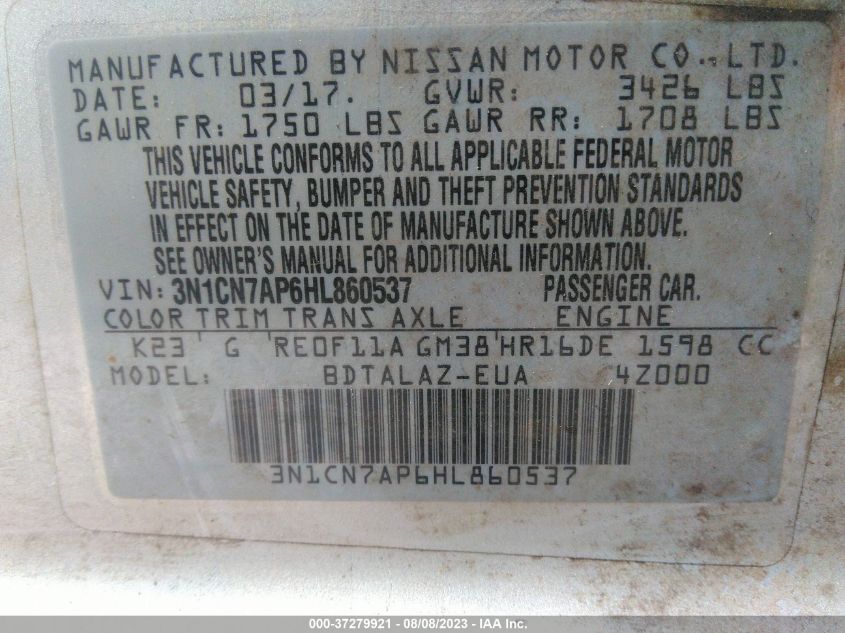 MANUFACTURED BY NISSAN MOTOR CO., LTD.
DATE: 03/17. GVWR: 3426 LBS
GAWR FR: 1750 LBS GAWR RR: 1708 LBS
THIS VEHICLE CONFORMS TO ALL APPLICABLE FEDERAL MOTOR
VEHICLE SAFETY, BUMPER AND THEFT PREVENTION STANDARDS
IN EFFECT ON THE DATE OF MANUFACTURE SHOWN ABOVE.
SEE OWNER'S MANUAL FOR ADDITIONAL INFORMATION.
VIN: 3N1CN7AP6HL860537 PASSENGER CAR.
COLOR TRIM TRANS AXLE ENGINE
K23 G RE0F11A GM38 HR16DE 1598 CC
MODEL: BDTALAZ-EUA 4Z000
3N1CN7AP6HL860537
000-37279921 - 08/08/2023 - IAA Inc.